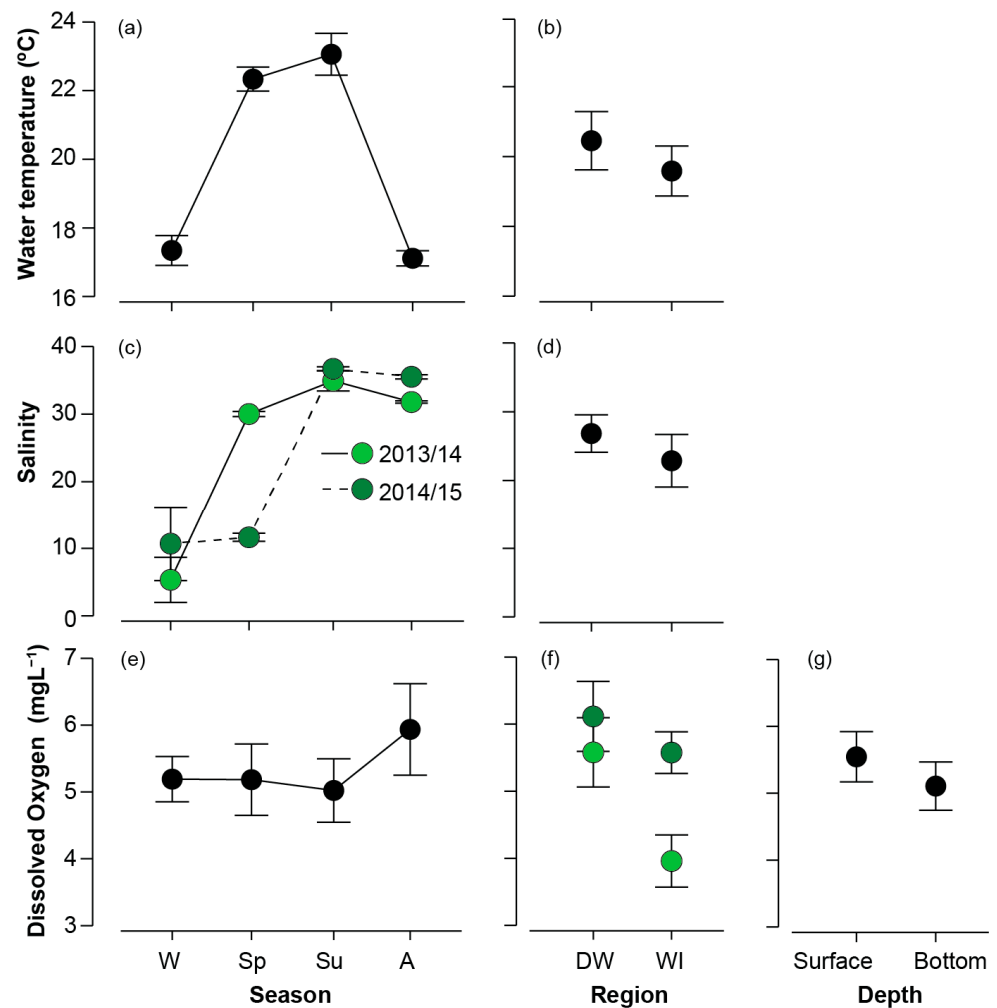 (a)
(b)
Water temperature (ºC)
24
22
20
18
16
(c)
(d)
Salinity
40
30
20
10
0
2013/14
2014/15
(e)
(f)
(g)
Dissolved Oxygen (mgL⁻¹)
7
6
5
4
3
W Sp Su A
DW WI
Surface Bottom
Season
Region
Depth